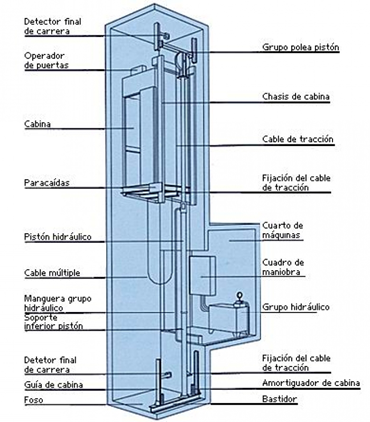 Detector final
de carrera
Operador
de puertas
Cabina
Paracaídas
Pistón hidráulico
Cable múltiple
Manguera grupo
hidráulico
Soporte
inferior pistón
Detetor final
de carrera
Guía de cabina
Foso
Grupo polea pistón
Chasis de cabina
Cable de tracción
Fijación del cable
de tracción
Cuarto de
máquinas
Cuadro de
maniobra
Grupo hidráulico
Fijación del cable
de tracción
Amortiguador de cabina
Bastidor